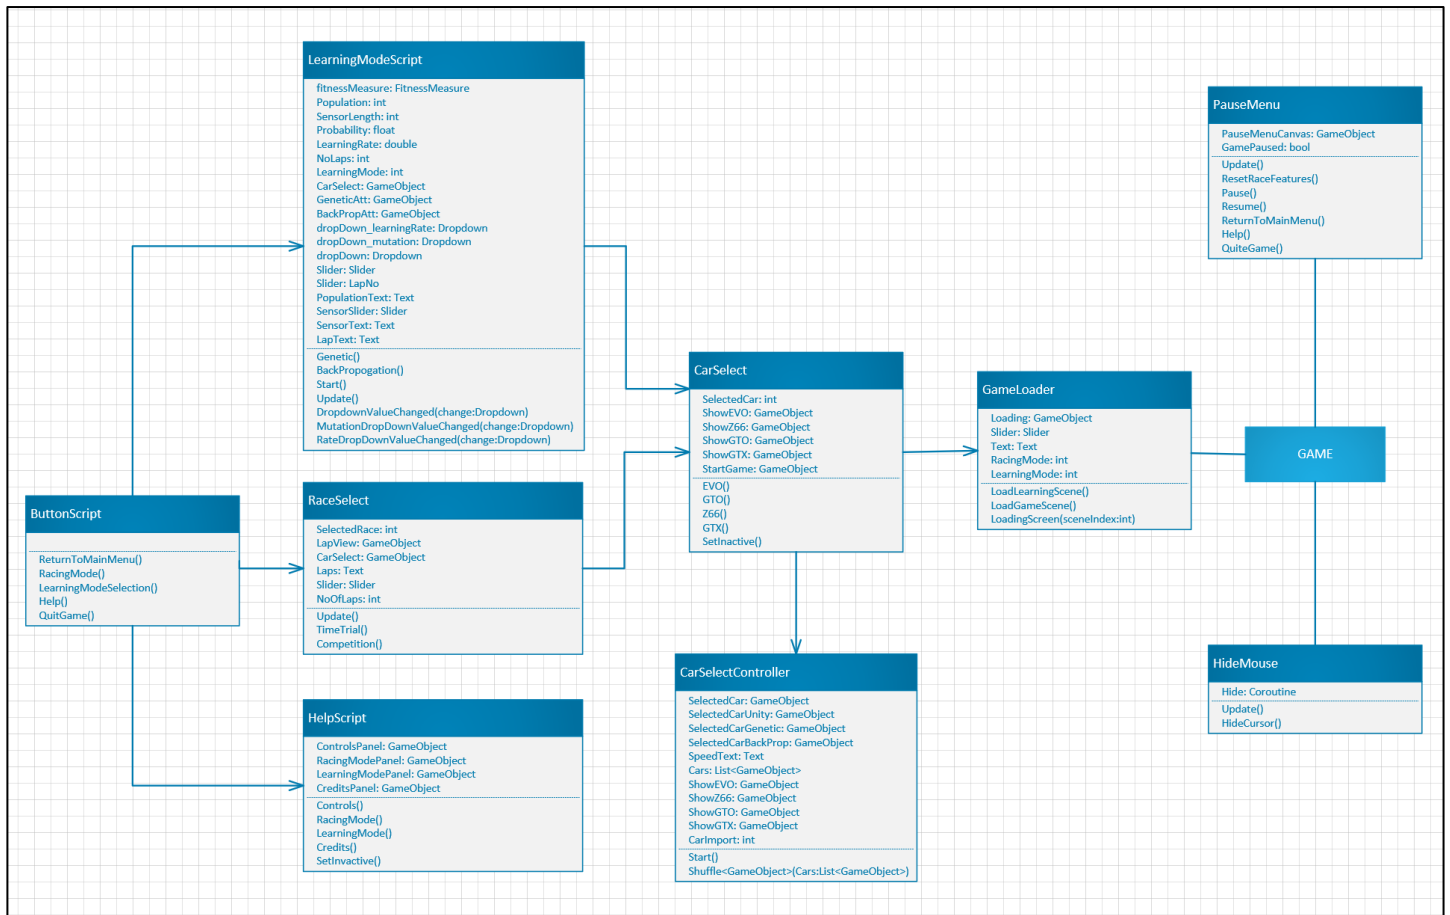 LearningModeScript
fitnessMeasure: FitnessMeasure
Population: int
SensorLength: int
Probability: float
LearningRate: double
NoLaps: int
LearningMode: int
CarSelect: GameObject
GeneticAtt: GameObject
BackPropAtt: GameObject
dropDown_learningRate: Dropdown
dropDown_mutation: Dropdown
dropDown: Dropdown
Slider: Slider
Slider: LapNo
PopulationText: Text
SensorSlider: Slider
SensorText: Text
LapText: Text
Genetic()
BackPropogation()
Start()
Update()
DropdownValueChanged(change:Dropdown)
MutationDropDownValueChanged(change:Dropdown)
RateDropDownValueChanged(change:Dropdown)
ButtonScript
ReturnToMainMenu()
RacingMode()
LearningModeSelection()
Help()
QuitGame()
RaceSelect
SelectedRace: int
LapView: GameObject
CarSelect: GameObject
Laps: Text
Slider: Slider
NoOfLaps: int
Update()
TimeTrial()
Competition()
HelpScript
ControlsPanel: GameObject
RacingModePanel: GameObject
LearningModePanel: GameObject
CreditsPanel: GameObject
Controls()
RacingMode()
LearningMode()
Credits()
SetInvactive()
CarSelect
SelectedCar: int
ShowEVO: GameObject
ShowZ66: GameObject
ShowGTO: GameObject
ShowGTX: GameObject
StartGame: GameObject
EVO()
GTO()
Z66()
GTX()
SetInactive()
CarSelectController
SelectedCar: GameObject
SelectedCarUnity: GameObject
SelectedCarGenetic: GameObject
SelectedCarBackProp: GameObject
SpeedText: Text
Cars: List<GameObject>
ShowEVO: GameObject
ShowZ66: GameObject
ShowGTO: GameObject
ShowGTX: GameObject
CarImport: int
Start()
Shuffle<GameObject>(Cars:List<GameObject>)
GameLoader
Loading: GameObject
Slider: Slider
Text: Text
RacingMode: int
LearningMode: int
LoadLearningScene()
LoadGameScene()
LoadingScreen(sceneIndex:int)
PauseMenu
PauseMenuCanvas: GameObject
GamePaused: bool
Update()
ResetRaceFeatures()
Pause()
Resume()
ReturnToMainMenu()
Help()
QuiteGame()
GAME
HideMouse
Hide: Coroutine
Update()
HideCursor()